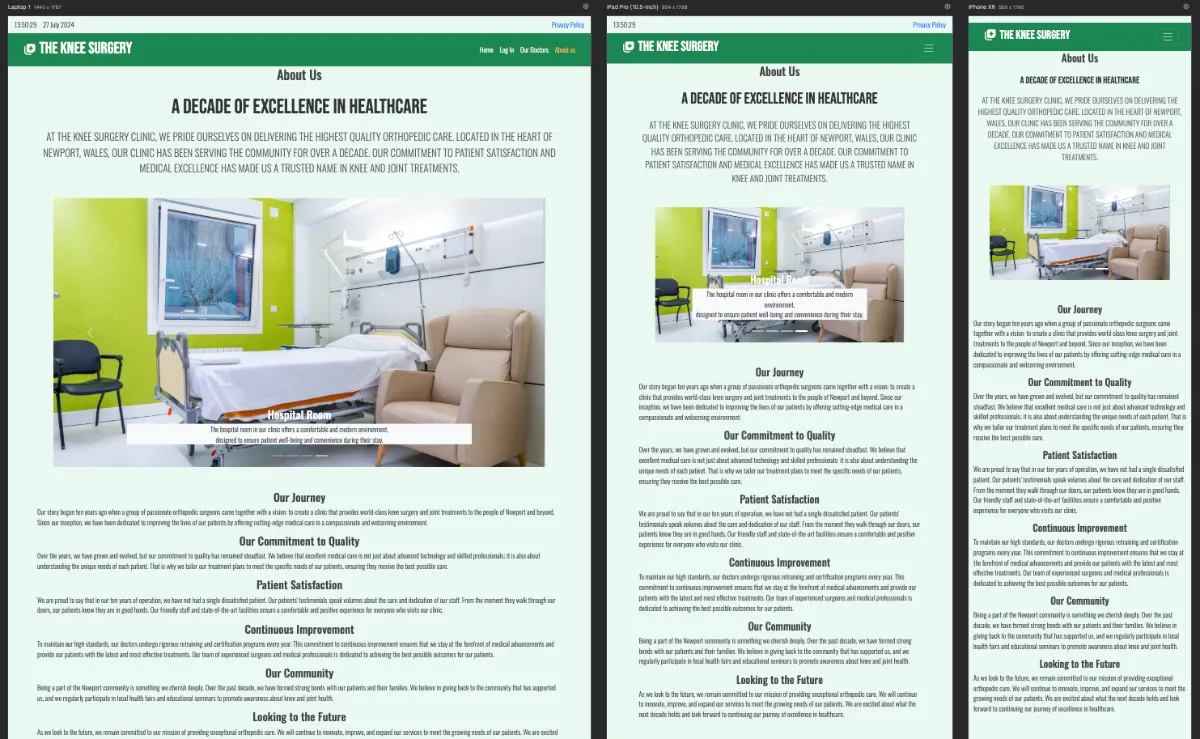 Laptop 1 1440 x 1787
13:50:29 27 July 2024
Privacy Policy
THE KNEE SURGERY
Home Log In Our Doctors About us
About Us
A DECADE OF EXCELLENCE IN HEALTHCARE
AT THE KNEE SURGERY CLINIC, WE PRIDE OURSELVES ON DELIVERING THE HIGHEST QUALITY ORTHOPEDIC CARE. LOCATED IN THE HEART OF
NEWPORT, WALES, OUR CLINIC HAS BEEN SERVING THE COMMUNITY FOR OVER A DECADE. OUR COMMITMENT TO PATIENT SATISFACTION AND
MEDICAL EXCELLENCE HAS MADE US A TRUSTED NAME IN KNEE AND JOINT TREATMENTS.
Hospital Room
The hospital room in our clinic offers a comfortable and modern environment,
designed to ensure patient well-being and convenience during their stay.
Our Journey
Our story began ten years ago when a group of passionate orthopedic surgeons came together with a vision: to create a clinic that provides world-class knee surgery and joint treatments to the people of Newport and beyond.
Since our inception, we have been dedicated to improving the lives of our patients by offering cutting-edge medical care in a compassionate and welcoming environment.
Our Commitment to Quality
Over the years, we have grown and evolved, but our commitment to quality has remained steadfast. We believe that excellent medical care is not just about advanced technology and skilled professionals; it is also about
understanding the unique needs of each patient. That is why we tailor our treatment plans to meet the specific needs of our patients, ensuring they receive the best possible care.
Patient Satisfaction
We are proud to say that in our ten years of operation, we have not had a single dissatisfied patient. Our patients' testimonials speak volumes about the care and dedication of our staff. From the moment they walk through our
doors, our patients know they are in good hands. Our friendly staff and state-of-the-art facilities ensure a comfortable and positive experience for everyone who visits our clinic.
Continuous Improvement
To maintain our high standards, our doctors undergo rigorous retraining and certification programs every year. This commitment to continuous improvement ensures that we stay at the forefront of medical advancements and
provide our patients with the latest and most effective treatments. Our team of experienced surgeons and medical professionals is dedicated to achieving the best possible outcomes for our patients.
Our Community
Being a part of the Newport community is something we cherish deeply. Over the past decade, we have formed strong bonds with our patients and their families. We believe in giving back to the community that has supported
us, and we regularly participate in local health fairs and educational seminars to promote awareness about knee and joint health.
Looking to the Future
As we look to the future, we remain committed to our mission of providing exceptional orthopedic care. We will continue to innovate, improve, and expand our services to meet the growing needs of our patients. We are excited
iPad Pro (10.5-inch) 834 x 1788
13:50:29
Privacy Policy
THE KNEE SURGERY
About Us
A DECADE OF EXCELLENCE IN HEALTHCARE
AT THE KNEE SURGERY CLINIC, WE PRIDE OURSELVES ON DELIVERING THE HIGHEST
QUALITY ORTHOPEDIC CARE. LOCATED IN THE HEART OF NEWPORT, WALES, OUR CLINIC
HAS BEEN SERVING THE COMMUNITY FOR OVER A DECADE. OUR COMMITMENT TO
PATIENT SATISFACTION AND MEDICAL EXCELLENCE HAS MADE US A TRUSTED NAME IN
KNEE AND JOINT TREATMENTS.
Hospital Room
The hospital room in our clinic offers a comfortable and modern
environment,
designed to ensure patient well-being and convenience during their stay.
Our Journey
Our story began ten years ago when a group of passionate orthopedic surgeons came together with a vision: to create a
clinic that provides world-class knee surgery and joint treatments to the people of Newport and beyond. Since our
inception, we have been dedicated to improving the lives of our patients by offering cutting-edge medical care in a
compassionate and welcoming environment.
Our Commitment to Quality
Over the years, we have grown and evolved, but our commitment to quality has remained steadfast. We believe that
excellent medical care is not just about advanced technology and skilled professionals; it is also about understanding the
unique needs of each patient. That is why we tailor our treatment plans to meet the specific needs of our patients,
ensuring they receive the best possible care.
Patient Satisfaction
We are proud to say that in our ten years of operation, we have not had a single dissatisfied patient. Our patients'
testimonials speak volumes about the care and dedication of our staff. From the moment they walk through our doors, our
patients know they are in good hands. Our friendly staff and state-of-the-art facilities ensure a comfortable and positive
experience for everyone who visits our clinic.
Continuous Improvement
To maintain our high standards, our doctors undergo rigorous retraining and certification programs every year. This
commitment to continuous improvement ensures that we stay at the forefront of medical advancements and provide our
patients with the latest and most effective treatments. Our team of experienced surgeons and medical professionals is
dedicated to achieving the best possible outcomes for our patients.
Our Community
Being a part of the Newport community is something we cherish deeply. Over the past decade, we have formed strong
bonds with our patients and their families. We believe in giving back to the community that has supported us, and we
regularly participate in local health fairs and educational seminars to promote awareness about knee and joint health.
Looking to the Future
As we look to the future, we remain committed to our mission of providing exceptional orthopedic care. We will continue
to innovate, improve, and expand our services to meet the growing needs of our patients. We are excited about what the
next decade holds and look forward to continuing our journey of excellence in healthcare.
iPhone XR
THE KNEE SURGERY
About Us
A DECADE OF EXCELLENCE IN HEALTHCARE
AT THE KNEE SURGERY CLINIC, WE PRIDE OURSELVES ON DELIVERING THE
HIGHEST QUALITY ORTHOPEDIC CARE. LOCATED IN THE HEART OF NEWPORT,
WALES, OUR CLINIC HAS BEEN SERVING THE COMMUNITY FOR OVER A
DECADE. OUR COMMITMENT TO PATIENT SATISFACTION AND MEDICAL
EXCELLENCE HAS MADE US A TRUSTED NAME IN KNEE AND JOINT
TREATMENTS.
Our Journey
Our story began ten years ago when a group of passionate orthopedic surgeons came
together with a vision: to create a clinic that provides world-class knee surgery and joint
treatments to the people of Newport and beyond. Since our inception, we have been
dedicated to improving the lives of our patients by offering cutting-edge medical care in a
compassionate and welcoming environment.
Our Commitment to Quality
Over the years, we have grown and evolved, but our commitment to quality has remained
steadfast. We believe that excellent medical care is not just about advanced technology and
skilled professionals; it is also about understanding the unique needs of each patient. That is
why we tailor our treatment plans to meet the specific needs of our patients, ensuring they
receive the best possible care.
Patient Satisfaction
We are proud to say that in our ten years of operation, we have not had a single dissatisfied
patient. Our patients' testimonials speak volumes about the care and dedication of our staff.
From the moment they walk through our doors, our patients know they are in good hands.
Our friendly staff and state-of-the-art facilities ensure a comfortable and positive
experience for everyone who visits our clinic.
Continuous Improvement
To maintain our high standards, our doctors undergo rigorous retraining and certification
programs every year. This commitment to continuous improvement ensures that we stay at
the forefront of medical advancements and provide our patients with the latest and most
effective treatments. Our team of experienced surgeons and medical professionals is
dedicated to achieving the best possible outcomes for our patients.
Our Community
Being a part of the Newport community is something we cherish deeply. Over the past
decade, we have formed strong bonds with our patients and their families. We believe in
giving back to the community that has supported us, and we regularly participate in local
health fairs and educational seminars to promote awareness about knee and joint health.
Looking to the Future
As we look to the future, we remain committed to our mission of providing exceptional
orthopedic care. We will continue to innovate, improve, and expand our services to meet the
growing needs of our patients. We are excited about what the next decade holds and look
forward to continuing our journey of excellence in healthcare.